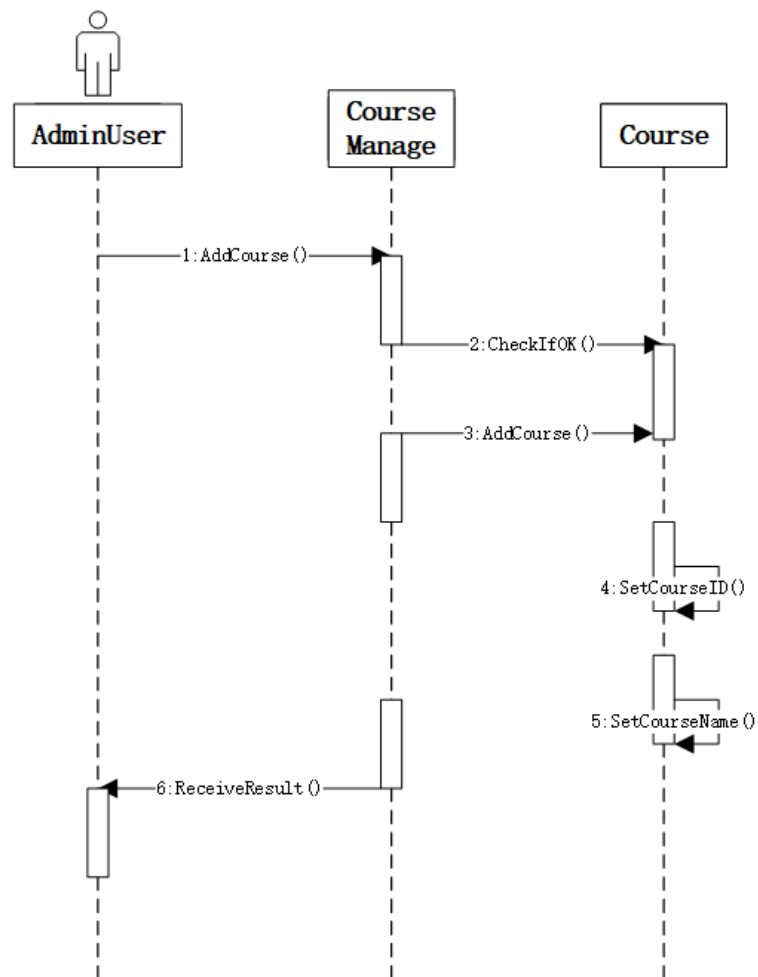 AdminUser
Course
Manage
Course
1:AddCourse()
2:CheckIfOK()
3:AddCourse()
4:SetCourseID()
5:SetCourseName()
6:ReceiveResult()